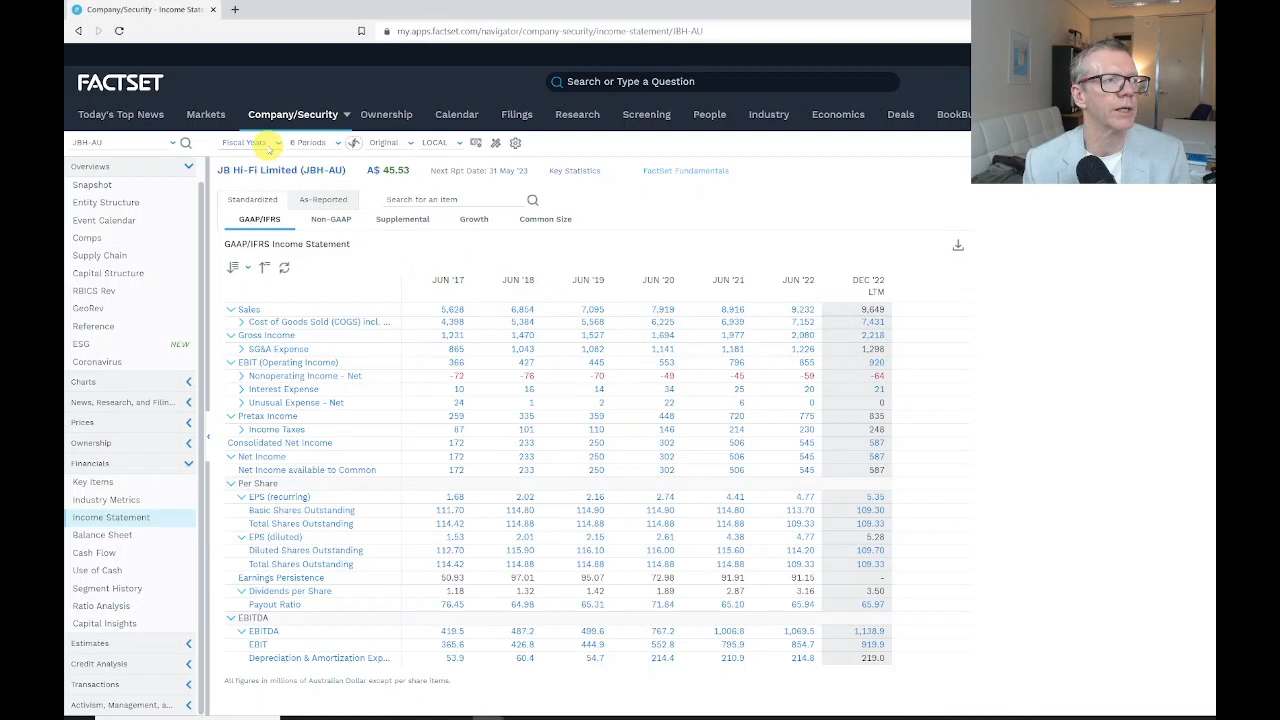 Company/Security - Income State
my.apps.factset.com/navigator/company-security/income-statement/JBH-AU
FACTSET
Search or Type a Question
Today's Top News Markets Company/Security Ownership Calendar Filings Research Screening People Industry Economics Deals BookBu
JBH-AU Fiscal Years 6 Periods Original LOCAL
Overviews
Snapshot
Entity Structure
Event Calendar
Comps
Supply Chain
Capital Structure
RBICS Rev
GeoRev
Reference
ESG NEW
Coronavirus
Charts
News, Research, and Filin...
Prices
Ownership
Financials
Key Items
Industry Metrics
Income Statement
Balance Sheet
Cash Flow
Use of Cash
Segment History
Ratio Analysis
Capital Insights
Estimates
Credit Analysis
Transactions
Activism, Management, a...
JB Hi-Fi Limited (JBH-AU) A$ 45.53 Next Rpt Date: 31 May '23 Key Statistics FactSet Fundamentals
Standardized As-Reported Search for an item
GAAP/IFRS Non-GAAP Supplemental Growth Common Size
GAAP/IFRS Income Statement
JUN '17 JUN '18 JUN '19 JUN '20 JUN '21 JUN '22 DEC '22
LTM
Sales 5,628 6,854 7,095 7,919 8,916 9,232 9,649
Cost of Goods Sold (COGS) incl. ... 4,398 5,384 5,568 6,225 6,939 7,152 7,431
Gross Income 1,231 1,470 1,527 1,694 1,977 2,080 2,218
SG&A Expense 865 1,043 1,082 1,141 1,181 1,226 1,298
EBIT (Operating Income) 366 427 445 553 796 855 920
Nonoperating Income - Net -72 -76 -70 -49 -45 -59 -64
Interest Expense 10 16 14 34 25 20 21
Unusual Expense - Net 24 1 2 22 6 0 0
Pretax Income 259 335 359 448 720 775 835
Income Taxes 87 101 110 146 214 230 248
Consolidated Net Income 172 233 250 302 506 545 587
Net Income 172 233 250 302 506 545 587
Net Income available to Common 172 233 250 302 506 545 587
Per Share
EPS (recurring) 1.68 2.02 2.16 2.74 4.41 4.77 5.35
Basic Shares Outstanding 111.70 114.80 114.90 114.90 114.80 113.70 109.30
Total Shares Outstanding 114.42 114.88 114.88 114.88 114.88 109.33 109.33
EPS (diluted) 1.53 2.01 2.15 2.61 4.38 4.77 5.28
Diluted Shares Outstanding 112.70 115.90 116.10 116.00 115.60 114.20 109.70
Total Shares Outstanding 114.42 114.88 114.88 114.88 114.88 109.33 109.33
Earnings Persistence 50.93 97.01 95.07 72.98 91.91 91.15 -
Dividends per Share 1.18 1.32 1.42 1.89 2.87 3.16 3.50
Payout Ratio 76.45 64.98 65.31 71.84 65.10 65.94 65.97
EBITDA
EBITDA 419.5 487.2 499.6 767.2 1,006.8 1,069.5 1,138.9
EBIT 365.6 426.8 444.9 552.8 795.9 854.7 919.9
Depreciation & Amortization Exp... 53.9 60.4 54.7 214.4 210.9 214.8 219.0
All figures in millions of Australian Dollar except per share items.